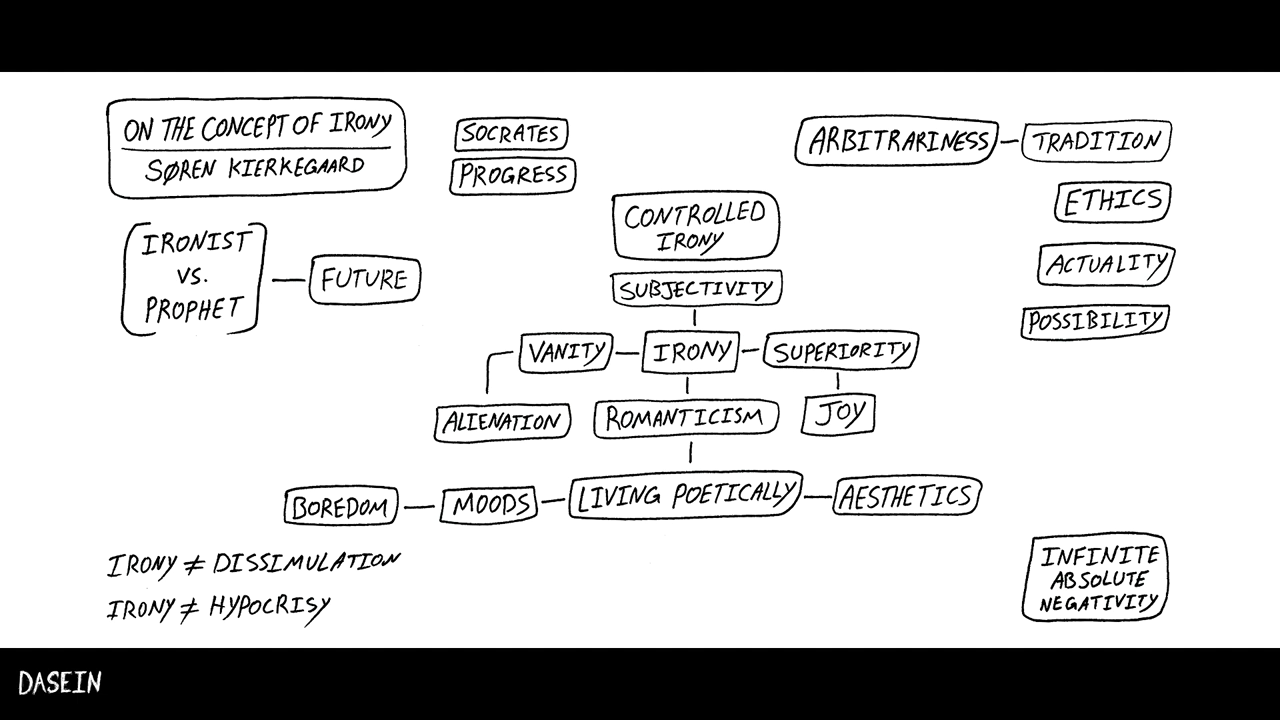 ON THE CONCEPT OF IRONY
SØREN KIERKEGAARD
SOCRATES
PROGRESS
ARBITRARINESS
TRADITION
ETHICS
ACTUALITY
POSSIBILITY
CONTROLLED
IRONY
SUBJECTIVITY
IRONIST
VS.
PROPHET
FUTURE
VANITY
IRONY
SUPERIORITY
ALIENATION
ROMANTICISM
JOY
BOREDOM
MOODS
LIVING POETICALLY
AESTHETICS
IRONY ≠ DISSIMULATION
IRONY ≠ HYPOCRISY
INFINITE
ABSOLUTE
NEGATIVITY
DASEIN